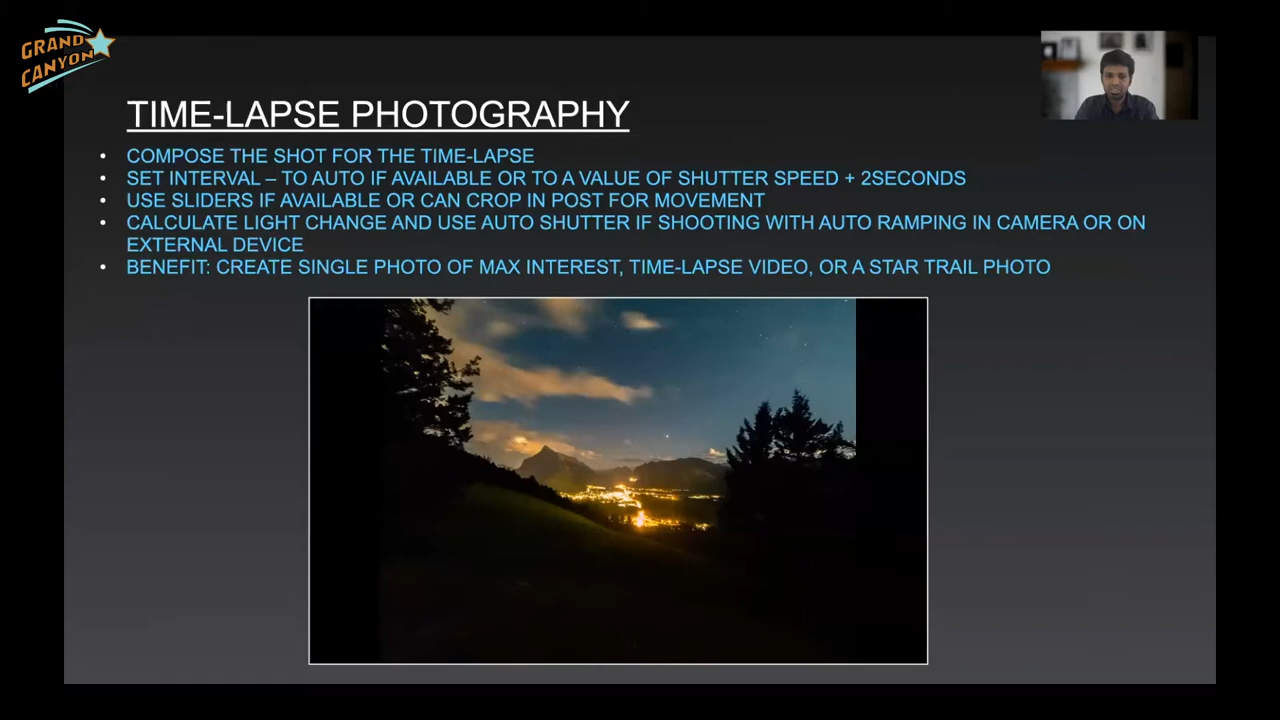 GRAND
CANYON
TIME-LAPSE PHOTOGRAPHY
• COMPOSE THE SHOT FOR THE TIME-LAPSE
• SET INTERVAL – TO AUTO IF AVAILABLE OR TO A VALUE OF SHUTTER SPEED + 2SECONDS
• USE SLIDERS IF AVAILABLE OR CAN CROP IN POST FOR MOVEMENT
• CALCULATE LIGHT CHANGE AND USE AUTO SHUTTER IF SHOOTING WITH AUTO RAMPING IN CAMERA OR ON
EXTERNAL DEVICE
• BENEFIT: CREATE SINGLE PHOTO OF MAX INTEREST, TIME-LAPSE VIDEO, OR A STAR TRAIL PHOTO